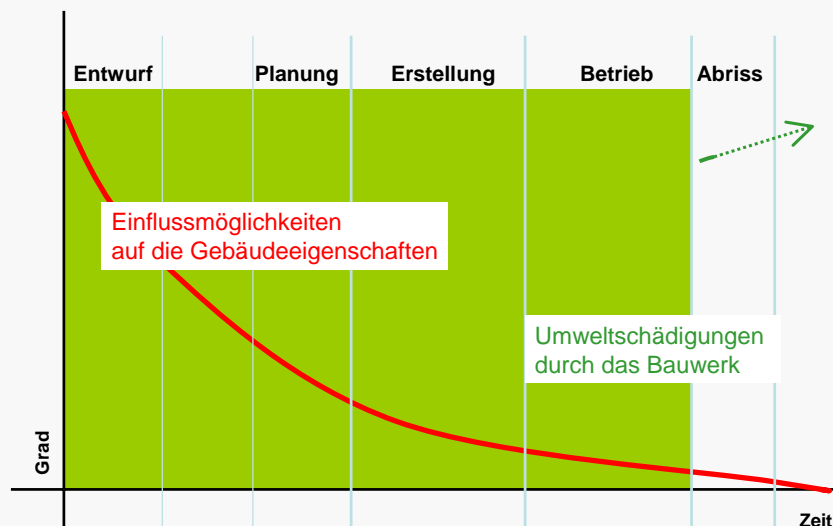 Entwurf Planung Erstellung Betrieb Abriss
Einflussmöglichkeiten
auf die Gebäudeeigenschaften
Umweltschädigungen
durch das Bauwerk
Grad
Zeit